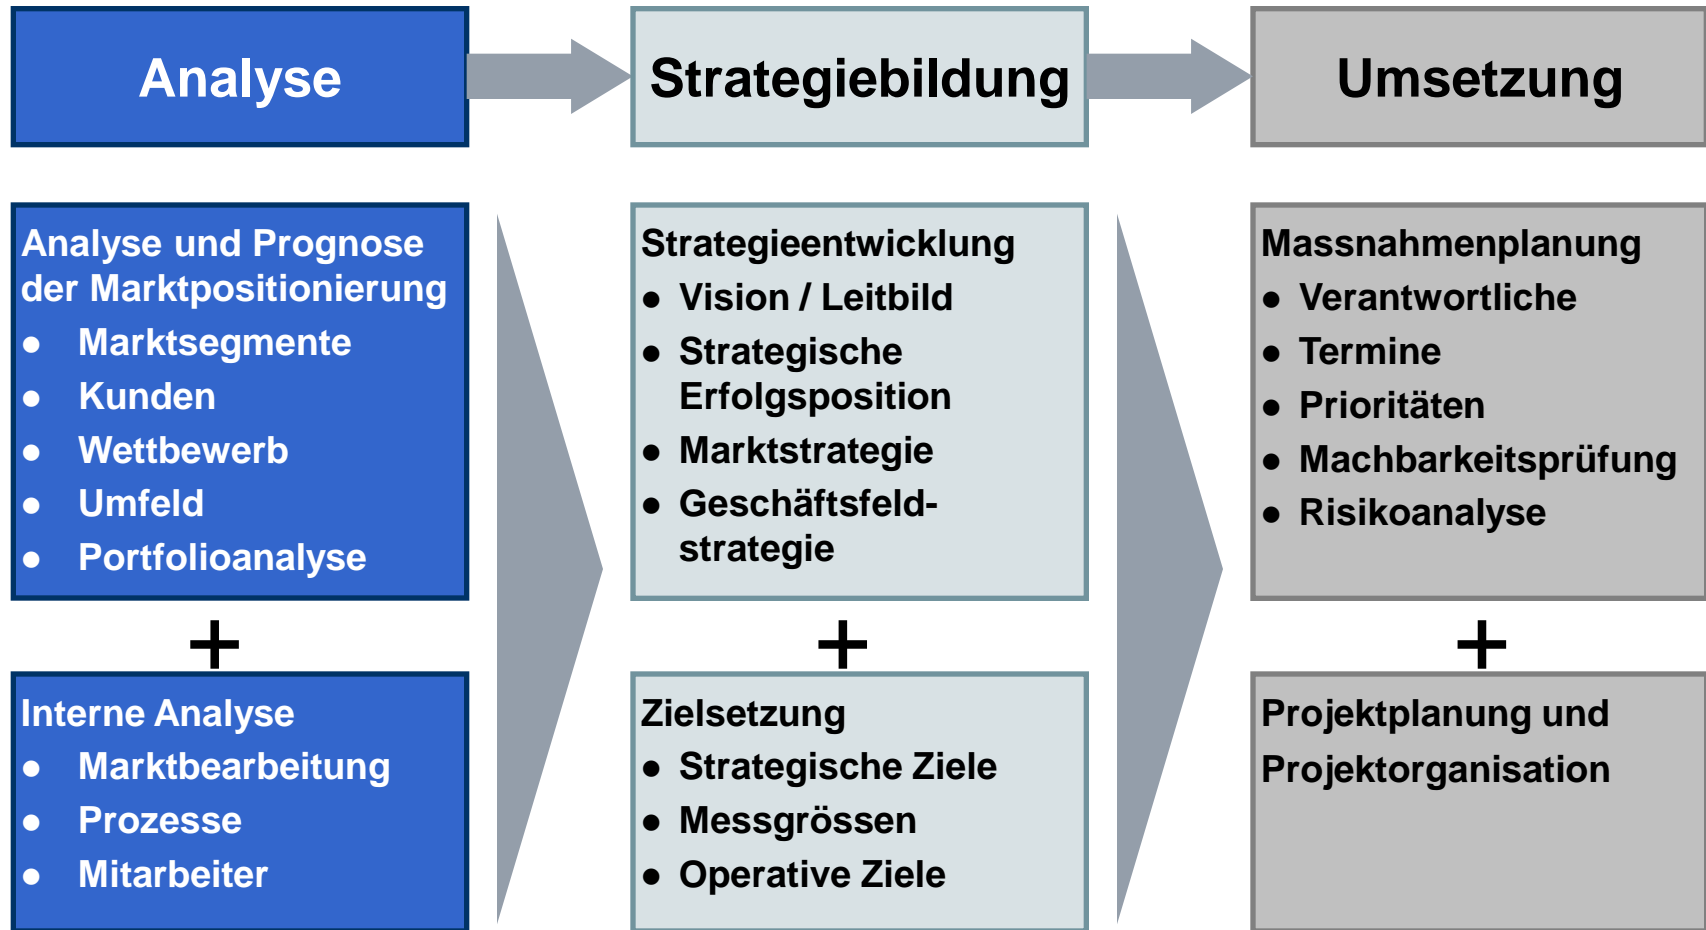 Analyse
Strategiebildung
Umsetzung
Analyse und Prognose
der Marktpositionierung
● Marktsegmente
● Kunden
● Wettbewerb
● Umfeld
● Portfolioanalyse
+
Interne Analyse
● Marktbearbeitung
● Prozesse
● Mitarbeiter
Strategieentwicklung
● Vision / Leitbild
● Strategische
Erfolgsposition
● Marktstrategie
● Geschäftsfeld-
strategie
+
Zielsetzung
● Strategische Ziele
● Messgrössen
● Operative Ziele
Massnahmenplanung
● Verantwortliche
● Termine
● Prioritäten
● Machbarkeitsprüfung
● Risikoanalyse
+
Projektplanung und
Projektorganisation